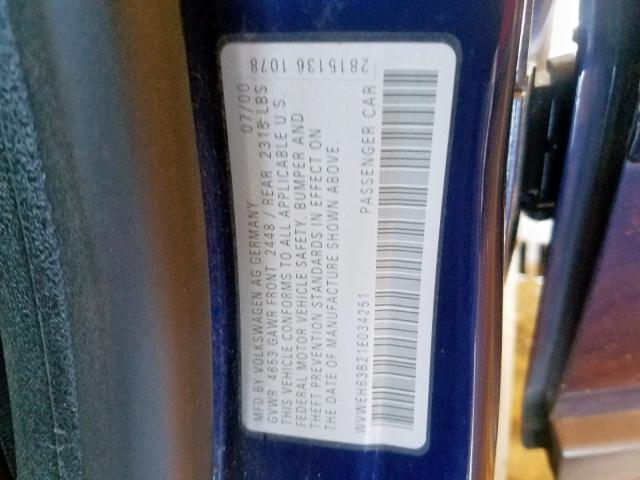 MFD BY VOLKSWAGEN AG GERMANY 07/00
GVWR 4653 GAWR FRONT 2448 / REAR 2315 LBS
THIS VEHICLE CONFORMS TO ALL APPLICABLE U.S.
FEDERAL MOTOR VEHICLE SAFETY, BUMPER AND
THEFT PREVENTION STANDARDS IN EFFECT ON
THE DATE OF MANUFACTURE SHOWN ABOVE.
WVWEH63B21E034251 PASSENGER CAR
2815136 1078